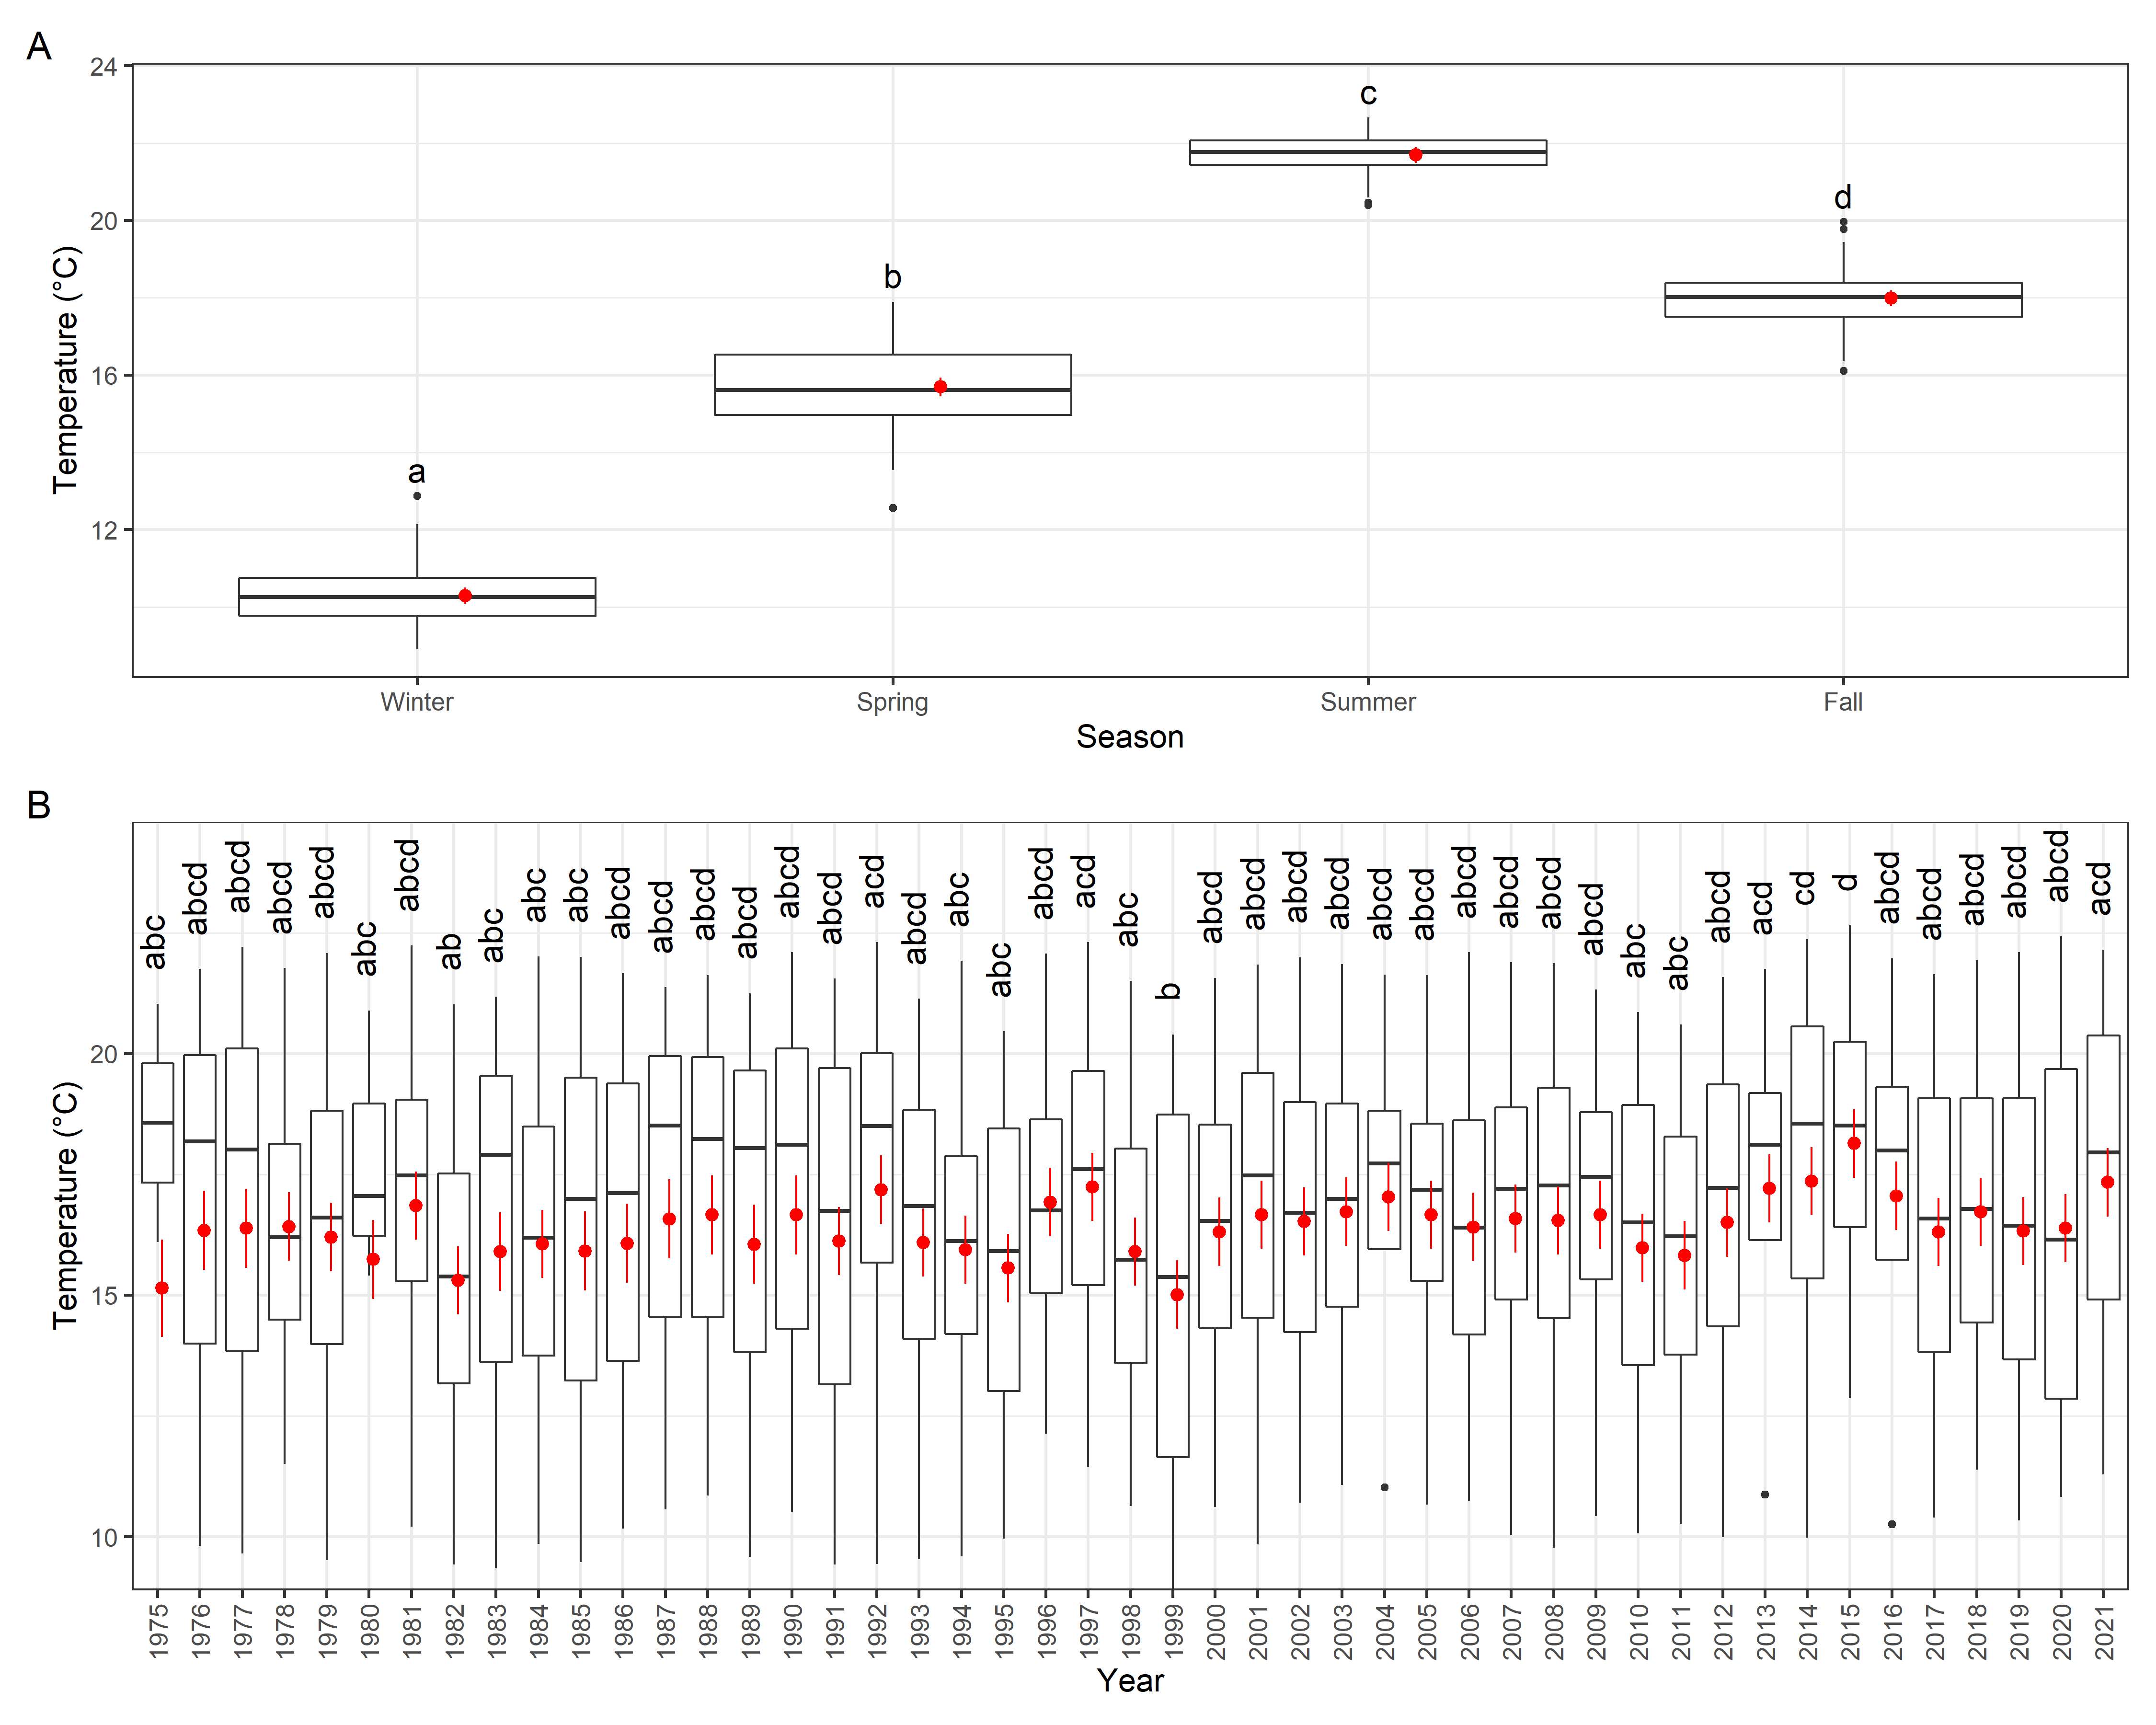 A
24
20
16
12
Temperature (°C)
a
b
c
d
Winter Spring Summer Fall
Season
B
20
15
10
Temperature (°C)
abc abcd abcd abcd abcd abc abcd ab abc abc abc abcd abcd abcd abcd abcd abcd acd abcd abc abc abcd acd abc b abcd abcd abcd abcd abcd abcd abcd abcd abcd abcd abc abc abcd acd cd d abcd abcd abcd abcd abcd acd
1975 1976 1977 1978 1979 1980 1981 1982 1983 1984 1985 1986 1987 1988 1989 1990 1991 1992 1993 1994 1995 1996 1997 1998 1999 2000 2001 2002 2003 2004 2005 2006 2007 2008 2009 2010 2011 2012 2013 2014 2015 2016 2017 2018 2019 2020 2021
Year